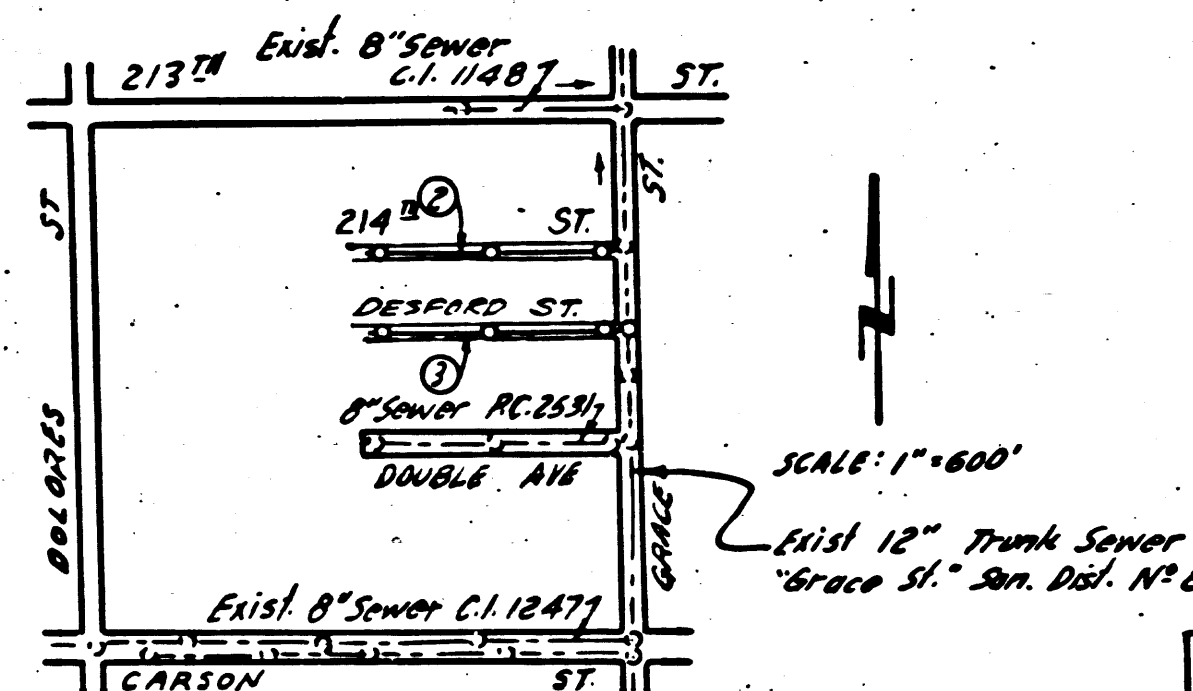 Exist. 8" Sewer
C.I. 11487
213TH ST.
ST.
ST
2
214TH ST.
DESFORD ST.
3
8" Sewer P.C. 2531
DOUBLE AVE
DOLORES
GRACE
SCALE: 1"=600'
Exist 12" Trunk Sewer
"Grace St." San. Dist. Nº
Exist. 8" Sewer C.I. 1247
CARSON ST.